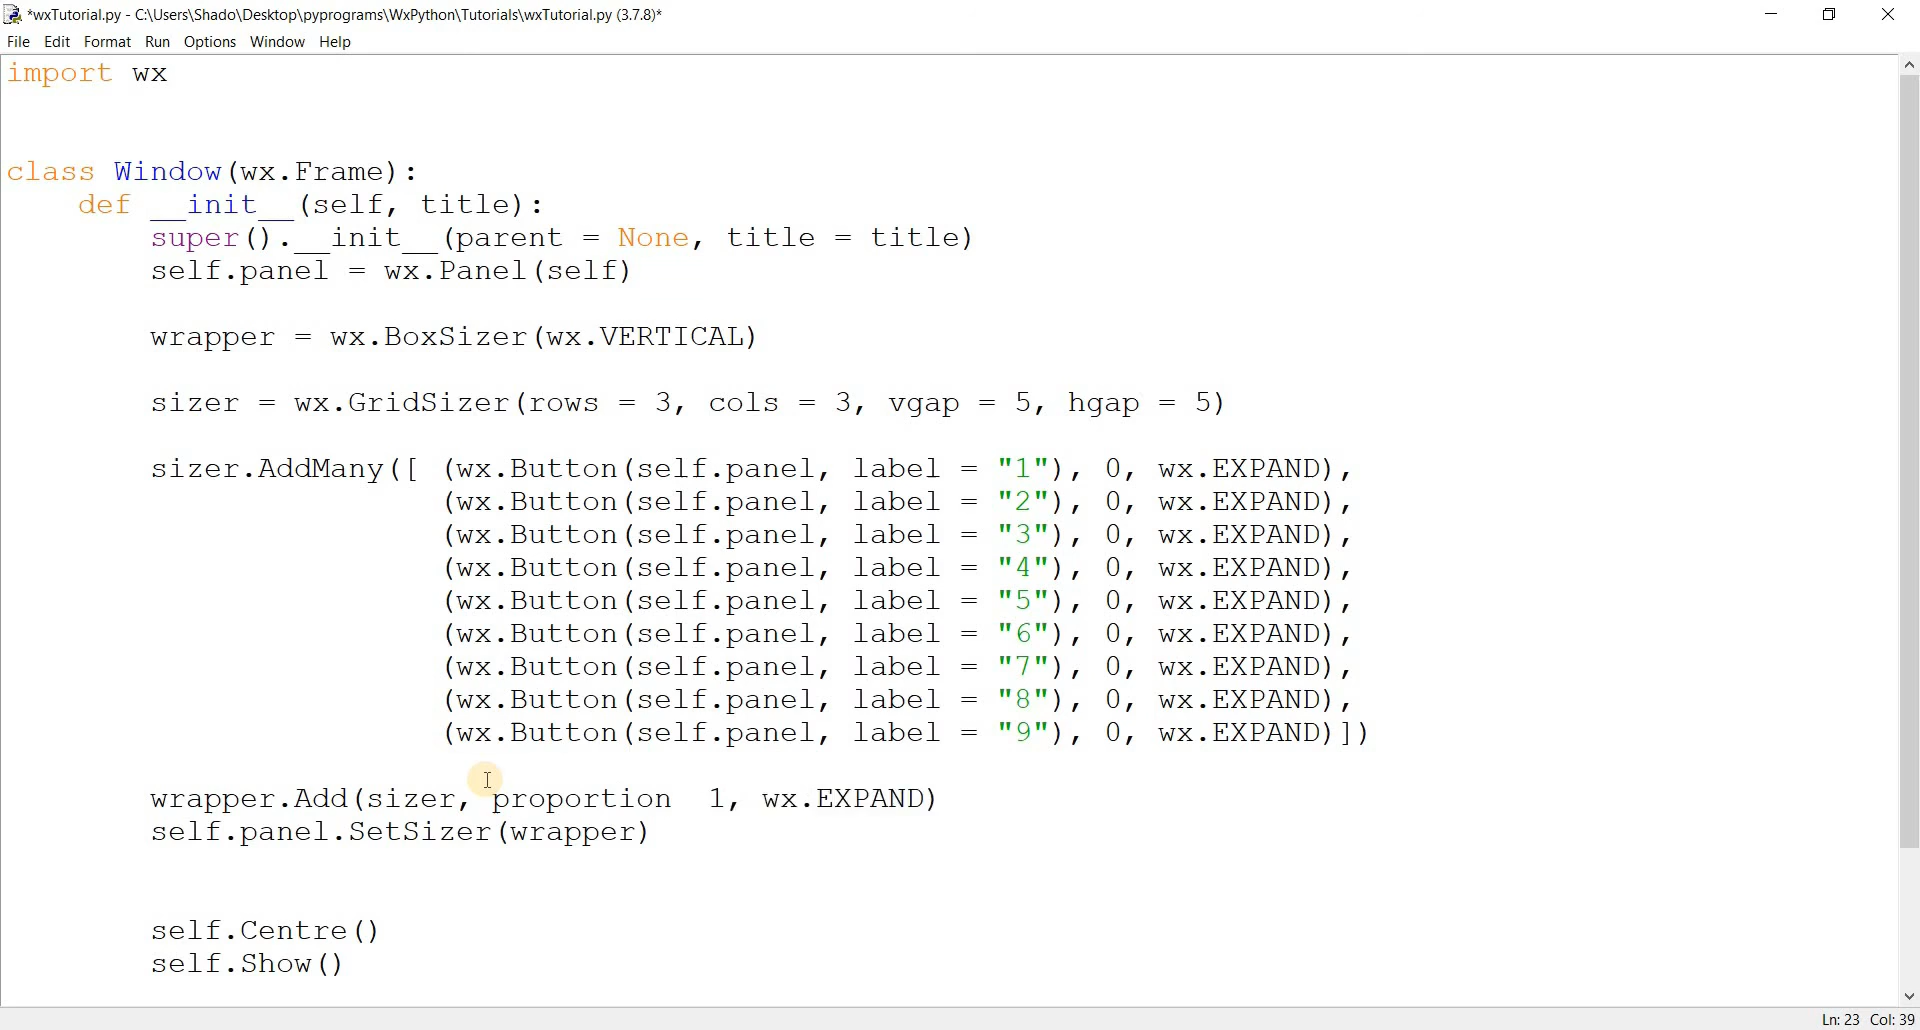 *wxTutorial.py - C:\Users\Shado\Desktop\pyprograms\WxPython\Tutorials\wxTutorial.py (3.7.8)*
File Edit Format Run Options Window Help
import wx
class Window(wx.Frame):
    def __init__(self, title):
        super().__init__(parent = None, title = title)
        self.panel = wx.Panel(self)
        wrapper = wx.BoxSizer(wx.VERTICAL)
        sizer = wx.GridSizer(rows = 3, cols = 3, vgap = 5, hgap = 5)
        sizer.AddMany([ (wx.Button(self.panel, label = "1"), 0, wx.EXPAND),
                        (wx.Button(self.panel, label = "2"), 0, wx.EXPAND),
                        (wx.Button(self.panel, label = "3"), 0, wx.EXPAND),
                        (wx.Button(self.panel, label = "4"), 0, wx.EXPAND),
                        (wx.Button(self.panel, label = "5"), 0, wx.EXPAND),
                        (wx.Button(self.panel, label = "6"), 0, wx.EXPAND),
                        (wx.Button(self.panel, label = "7"), 0, wx.EXPAND),
                        (wx.Button(self.panel, label = "8"), 0, wx.EXPAND),
                        (wx.Button(self.panel, label = "9"), 0, wx.EXPAND)])
        wrapper.Add(sizer, proportion  1, wx.EXPAND)
        self.panel.SetSizer(wrapper)
        self.Centre()
        self.Show()
Ln: 23 Col: 39